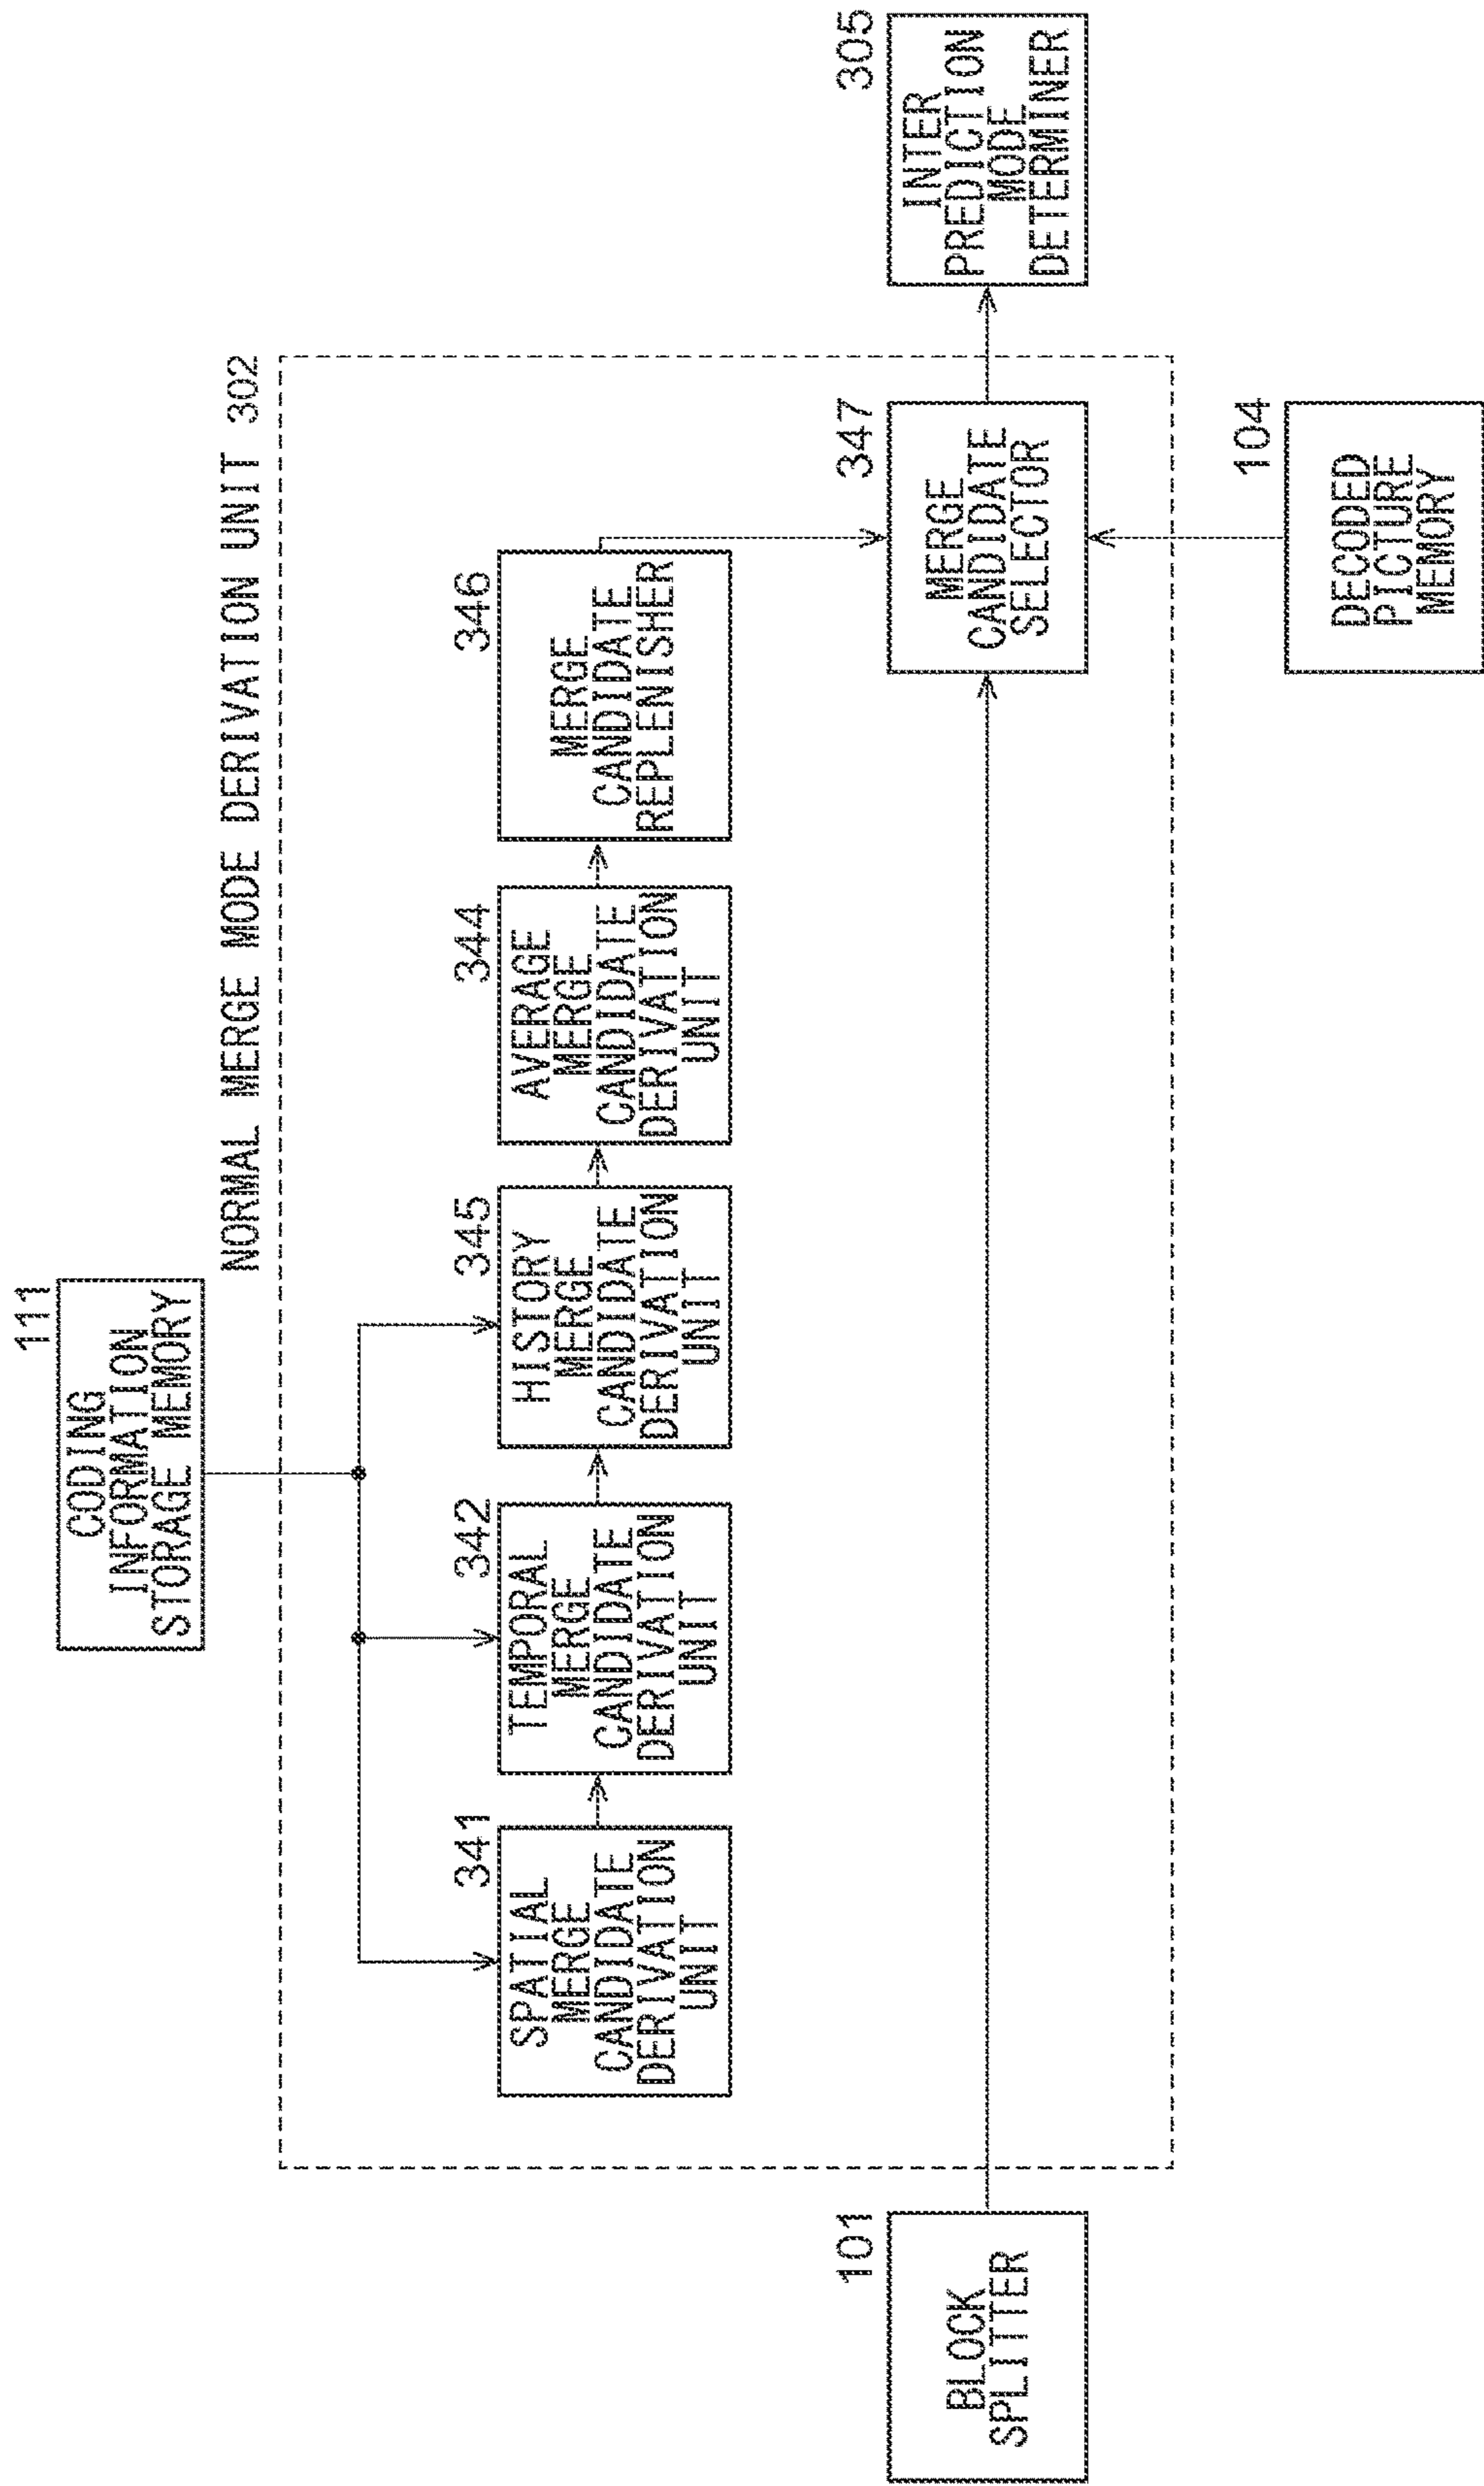 111
CODING
INFORMATION
STORAGE MEMORY
NORMAL MERGE MODE DERIVATION UNIT 302
341
SPATIAL
MERGE
CANDIDATE
DERIVATION
UNIT
342
TEMPORAL
MERGE
CANDIDATE
DERIVATION
UNIT
345
HISTORY
MERGE
CANDIDATE
DERIVATION
UNIT
344
AVERAGE
MERGE
CANDIDATE
DERIVATION
UNIT
346
MERGE
CANDIDATE
REPLENISHER
101
BLOCK
SPLITTER
347
MERGE
CANDIDATE
SELECTOR
305
INTER
PREDICTION
MODE
DETERMINER
104
DECODED
PICTURE
MEMORY